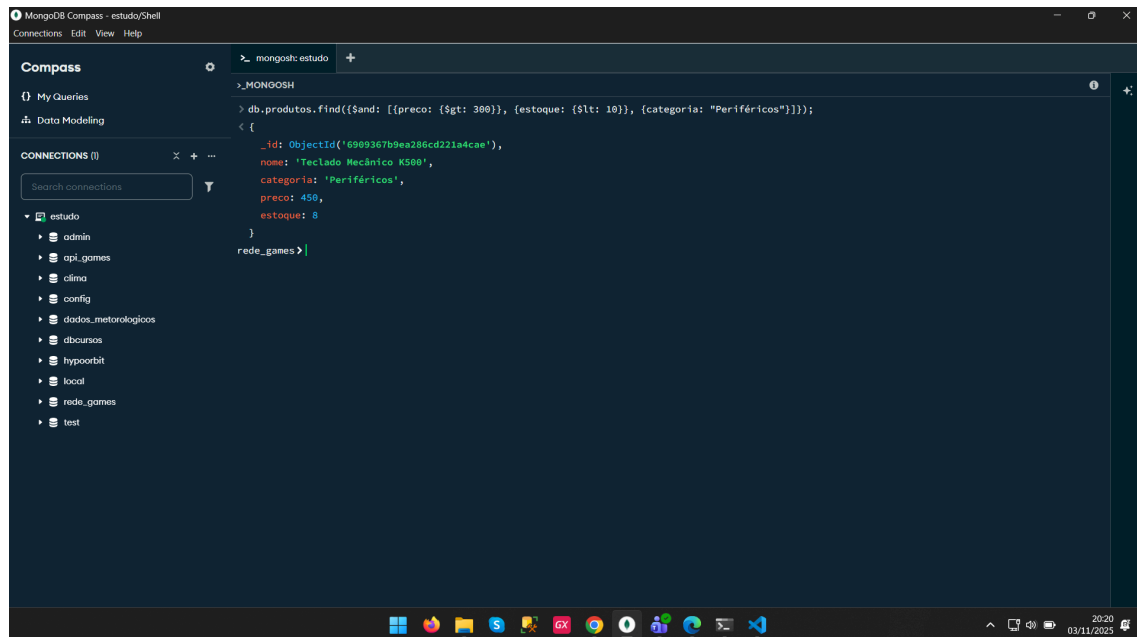 MongoDB Compass - estudo/Shell
Connections Edit View Help
Compass
{} My Queries
Data Modeling
CONNECTIONS (1)
Search connections
estudo
admin
api_games
clima
config
dados_metorologicos
dbcursos
hypoorbit
local
rede_games
test
>_ mongosh: estudo +
>_MONGOSH
> db.produtos.find({$and: [{preco: {$gt: 300}}, {estoque: {$lt: 10}}, {categoria: "Periféricos"}]});
< {
_id: ObjectId('6909367b9ea286cd221a4cae'),
nome: 'Teclado Mecânico K500',
categoria: 'Periféricos',
preco: 450,
estoque: 8
}
rede_games>
GX
20:20
03/11/2025